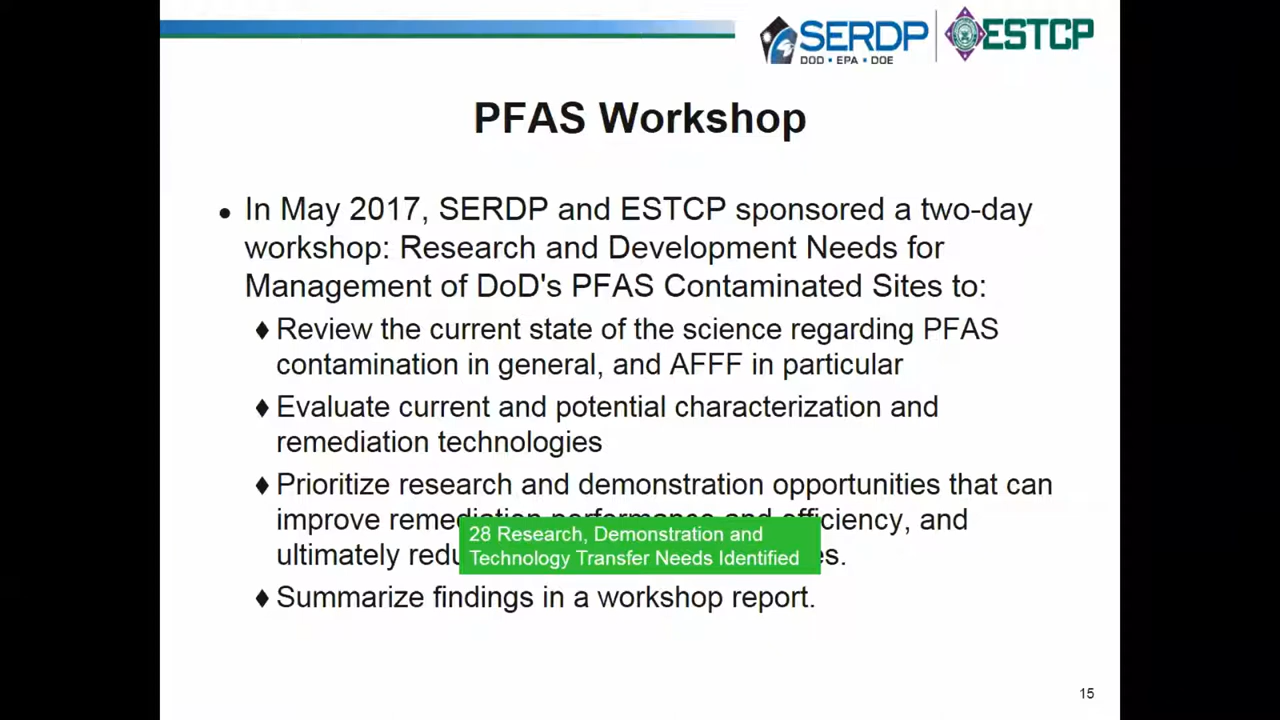 SERDP
DOD • EPA • DOE
ESTCP
PFAS Workshop
• In May 2017, SERDP and ESTCP sponsored a two-day
workshop: Research and Development Needs for
Management of DoD's PFAS Contaminated Sites to:
♦ Review the current state of the science regarding PFAS
contamination in general, and AFFF in particular
♦ Evaluate current and potential characterization and
remediation technologies
♦ Prioritize research and demonstration opportunities that can
improve remediation performance and efficiency, and
ultimately
28 Research, Demonstration and
Technology Transfer Needs Identified
♦ Summarize findings in a workshop report.
15